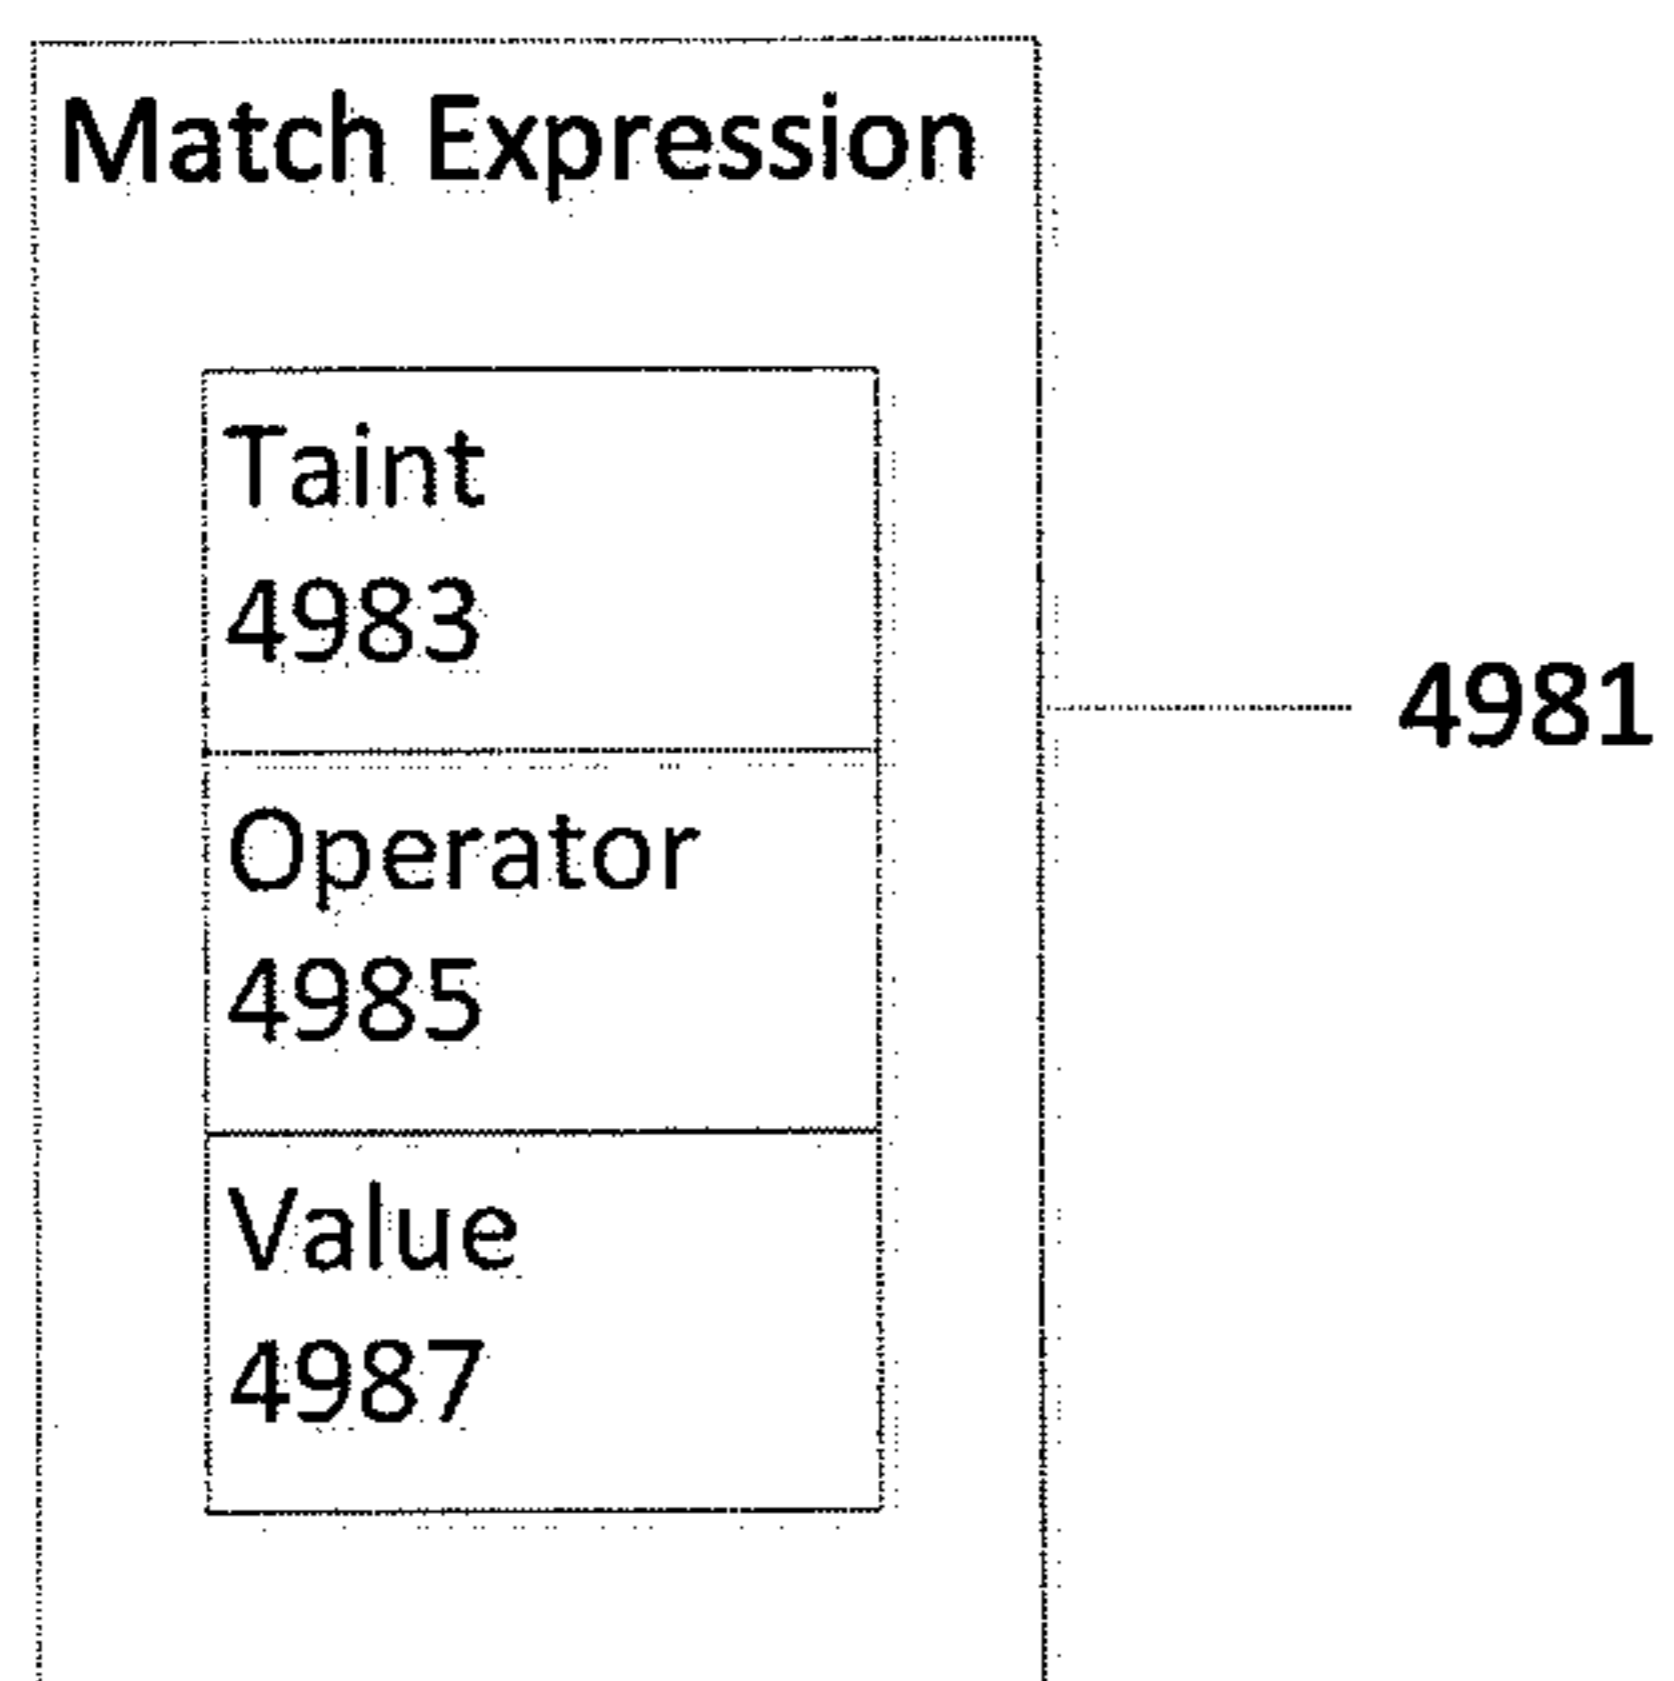 Match Expression
Taint
4983
4981
Operator
4985
Value
4987